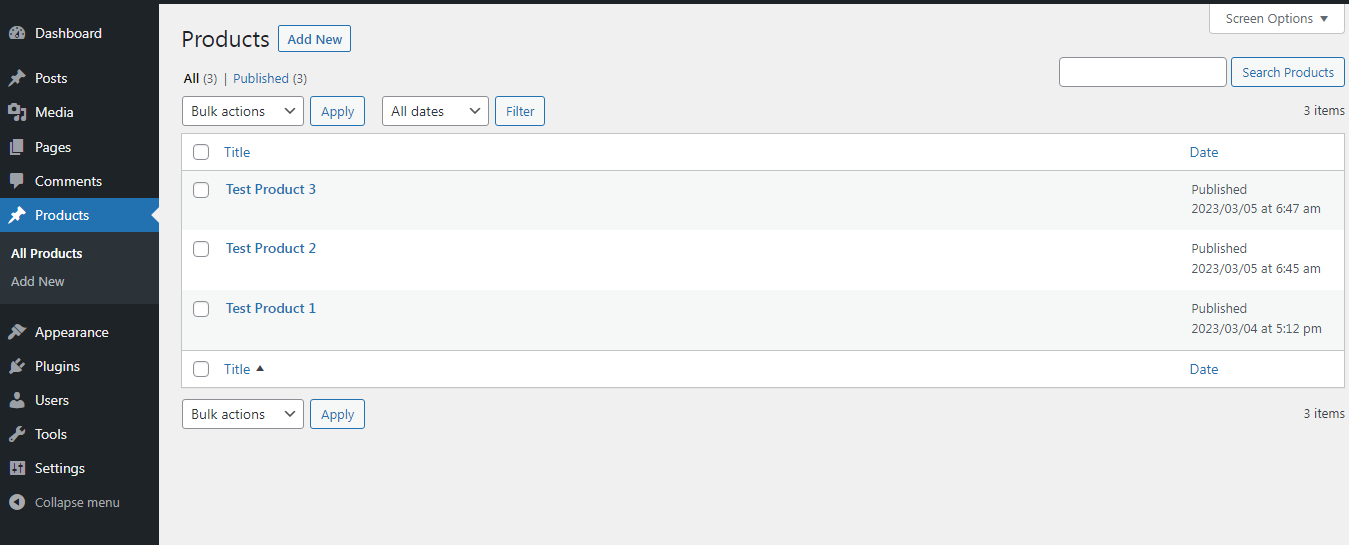 Dashboard
Posts
Media
Pages
Comments
Products
All Products
Add New
Appearance
Plugins
Users
Tools
Settings
Collapse menu
Screen Options
Products Add New
All (3) | Published (3)
Search Products
Bulk actions Apply All dates Filter 3 items
Title Date
Test Product 3 Published
2023/03/05 at 6:47 am
Test Product 2 Published
2023/03/05 at 6:45 am
Test Product 1 Published
2023/03/04 at 5:12 pm
Title Date
Bulk actions Apply 3 items